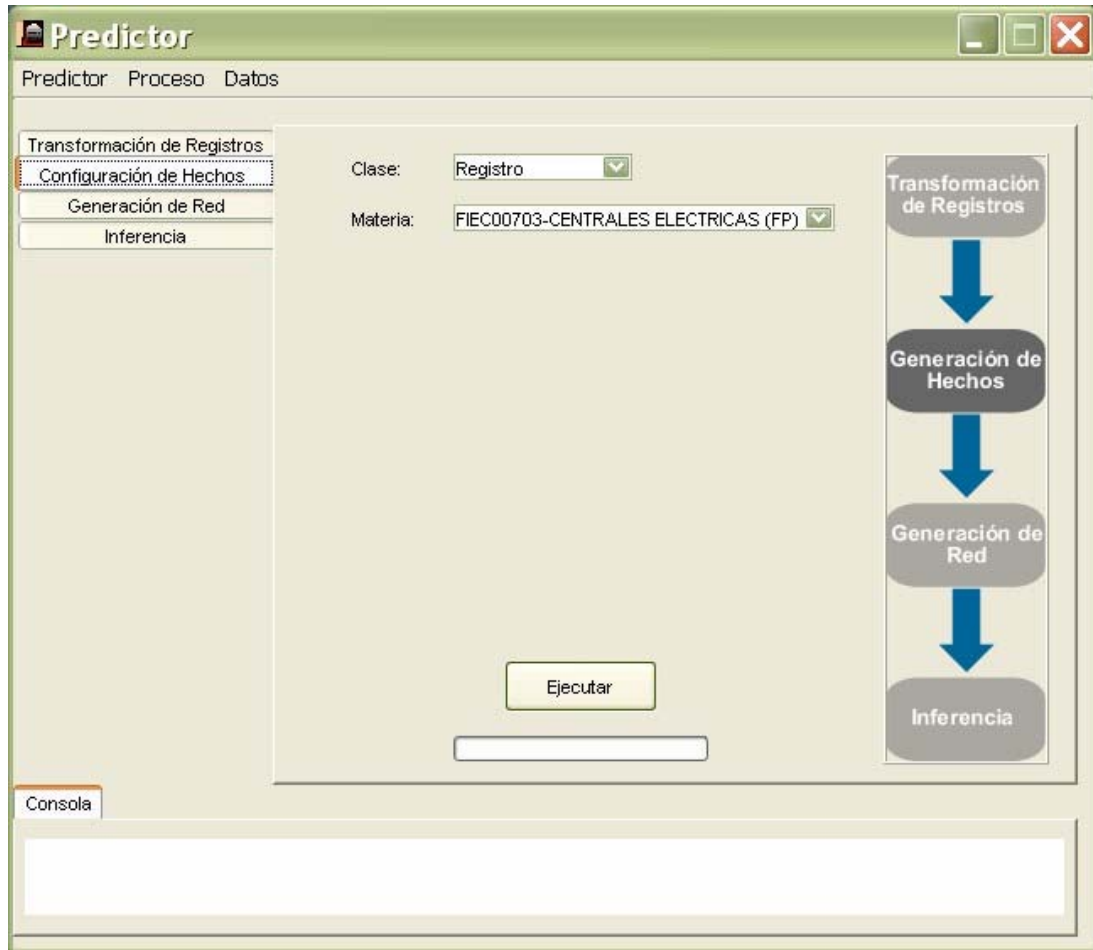 Predictor
Predictor Proceso Datos
Transformación de Registros
Configuración de Hechos
Generación de Red
Inferencia
Clase: Registro
Materia: FIEC00703-CENTRALES ELECTRICAS (FP)
Transformación
de Registros
Generación de
Hechos
Generación de
Red
Inferencia
Ejecutar
Consola